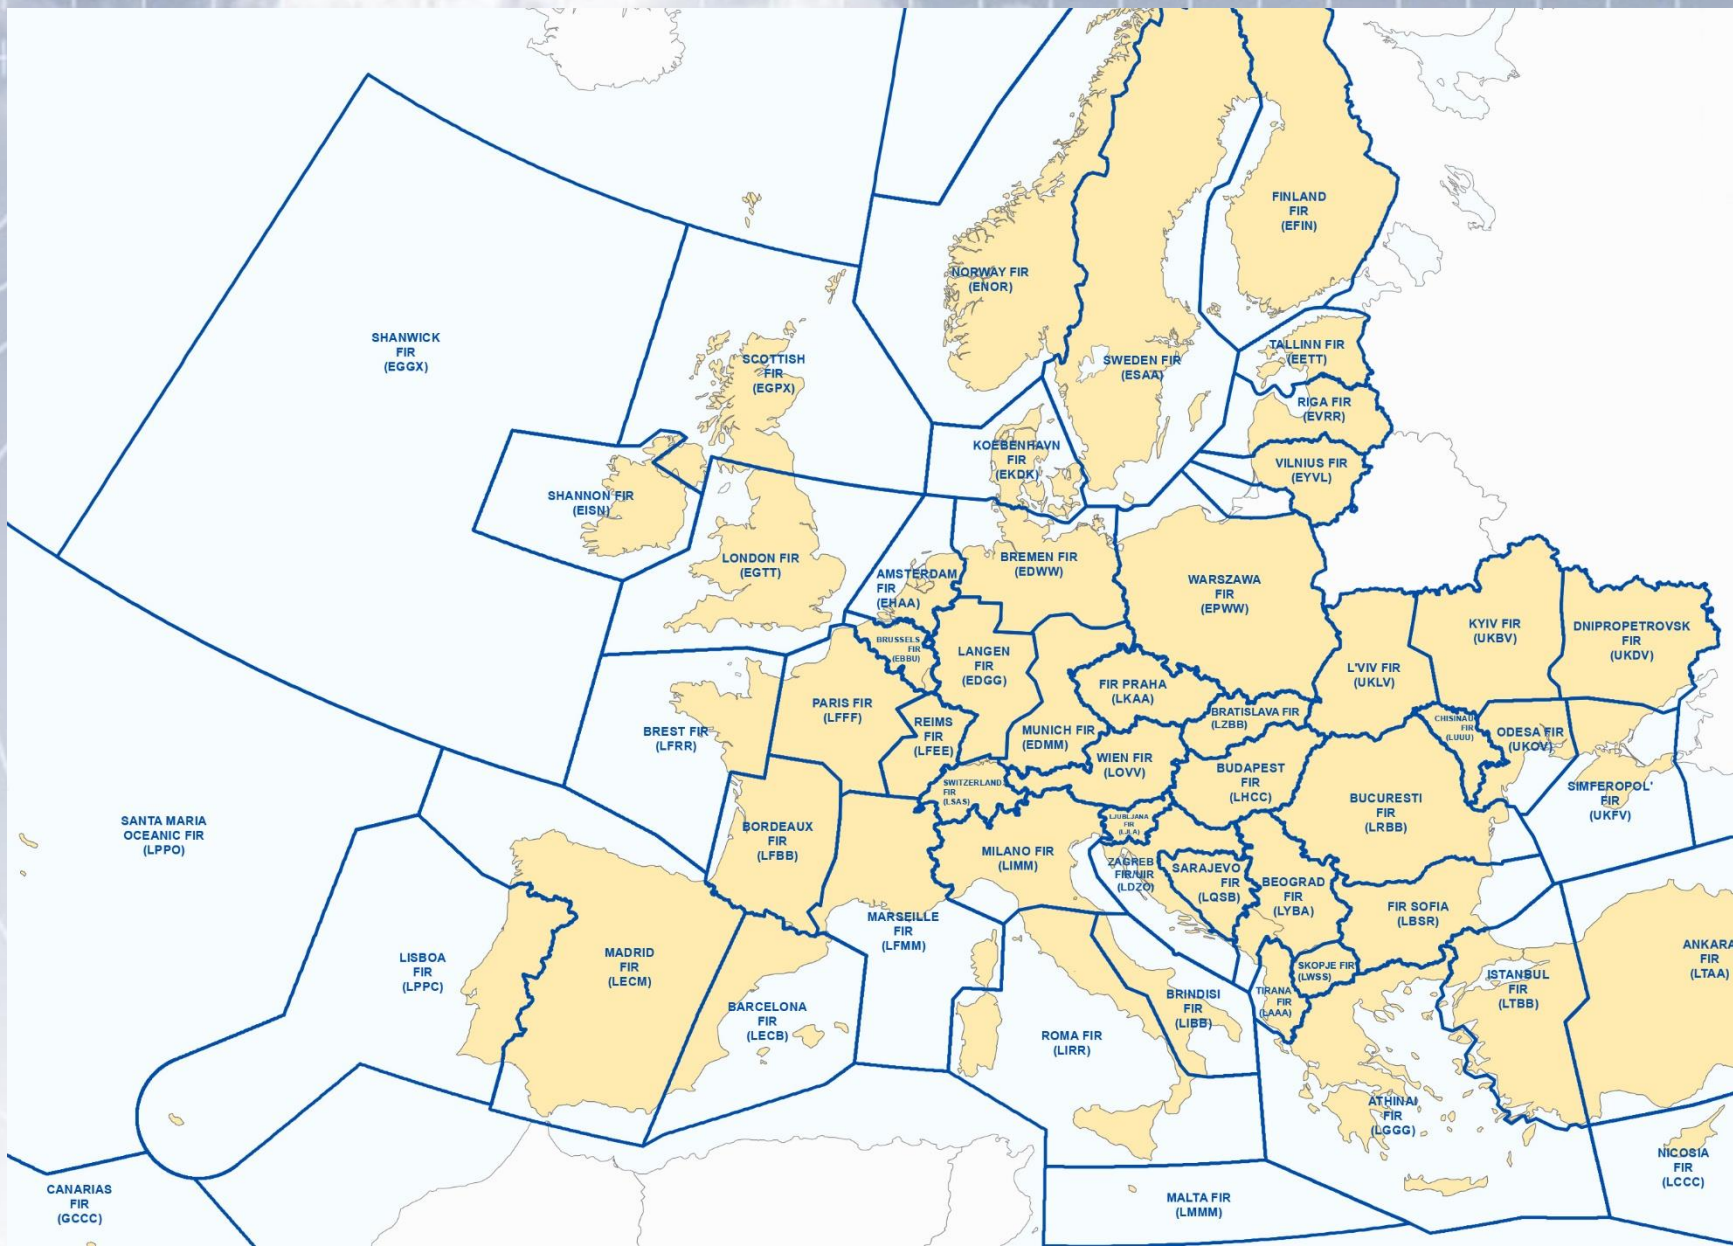 FINLAND
FIR
(EFIN)
NORWAY FIR
(ENOR)
SHANWICK
FIR
(EGGX)
SCOTTISH
FIR
(EGPX)
SWEDEN FIR
(ESAA)
TALLINN FIR
(EETT)
RIGA FIR
(EVRR)
KOEBENHAVN
FIR
(EKDK)
VILNIUS FIR
(EYVL)
SHANNON FIR
(EISN)
LONDON FIR
(EGTT)
AMSTERDAM
FIR
(EHAA)
BREMEN FIR
(EDWW)
WARSZAWA
FIR
(EPWW)
KYIV FIR
(UKBV)
DNIPROPETROVSK
FIR
(UKDV)
BRUSSELS
FIR
(EBBU)
LANGEN
FIR
(EDGG)
L'VIV FIR
(UKLV)
FIR PRAHA
(LKAA)
PARIS FIR
(LFFF)
REIMS
FIR
(LFEE)
BREST FIR
(LFRR)
MUNICH FIR
(EDMM)
BRATISLAVA FIR
(LZBB)
CHISINAU
FIR
(LUUU)
ODESA FIR
(UKOV)
WIEN FIR
(LOVV)
BUDAPEST
FIR
(LHCC)
SWITZERLAND
FIR
(LSAS)
BUCURESTI
FIR
(LRBB)
SIMFEROPOL'
FIR
(UKFV)
SANTA MARIA
OCEANIC FIR
(LPPO)
BORDEAUX
FIR
(LFBB)
LJUBLJANA
FIR
(LJLA)
MILANO FIR
(LIMM)
ZAGREB
FIR/UIR
(LDZO)
SARAJEVO
FIR
(LQSB)
BEOGRAD
FIR
(LYBA)
FIR SOFIA
(LBSR)
MARSEILLE
FIR
(LFMM)
ANKARA
FIR
(LTAA)
LISBOA
FIR
(LPPC)
MADRID
FIR
(LECM)
SKOPJE FIR
(LWSS)
ISTANBUL
FIR
(LTBB)
BARCELONA
FIR
(LECB)
BRINDISI
FIR
(LIBB)
TIRANA
FIR
(LAAA)
ROMA FIR
(LIRR)
ATHINAI
FIR
(LGGG)
NICOSIA
FIR
(LCCC)
CANARIAS
FIR
(GCCC)
MALTA FIR
(LMMM)